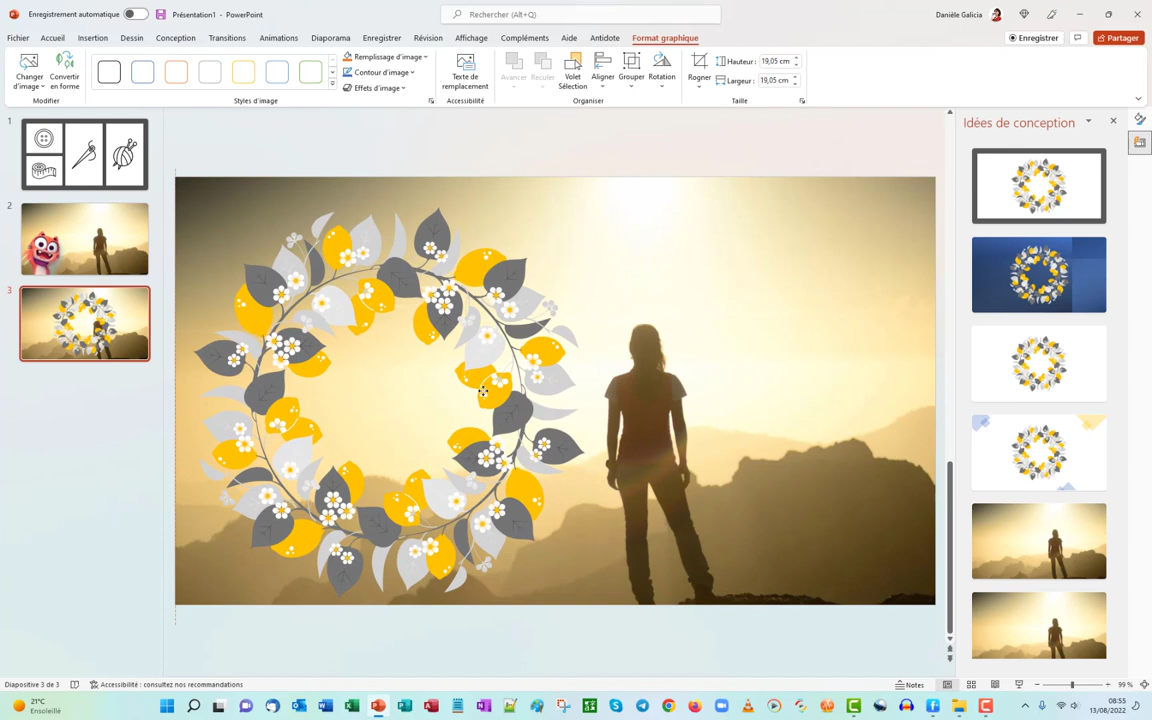 Enregistrement automatique
Présentation1 - PowerPoint
Rechercher (Alt+Q)
Danièle Galicia
Fichier
Accueil
Insertion
Dessin
Conception
Transitions
Animations
Diaporama
Enregistrer
Révision
Affichage
Compléments
Aide
Antidote
Format graphique
Enregistrer
Partager
Changer d'image
Convertir en forme
Remplissage d'image
Contour d'image
Effets d'image
Texte de remplacement
Avancer
Reculer
Volet Sélection
Aligner
Grouper
Rotation
Rogner
Hauteur : 19,05 cm
Largeur : 19,05 cm
Modifier
Styles d'image
Accessibilité
Organiser
Taille
1
2
3
Idées de conception
Diapositive 3 de 3
Accessibilité : consultez nos recommandations
Notes
99 %
21°C
Ensoleillé
08:55
13/08/2022